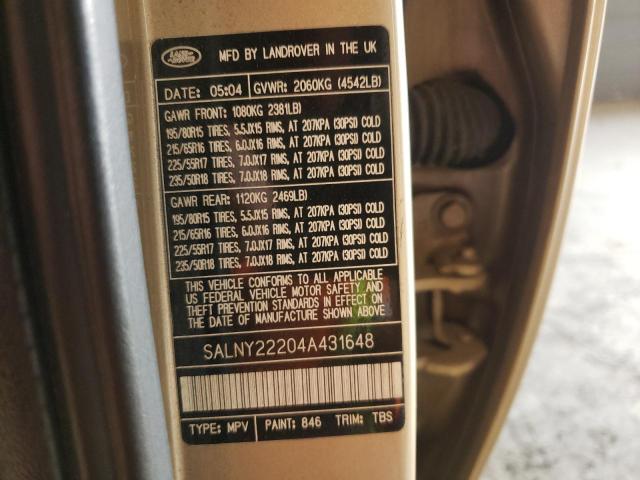 LAND ROVER
MFD BY LANDROVER IN THE UK
DATE: 05:04 GVWR: 2060KG (4542LB)
GAWR FRONT: 1080KG 2381LB)
195/80R15 TIRES, 5.5JX15 RIMS, AT 207KPA (30PSI) COLD
215/65R16 TIRES, 6.0JX16 RIMS, AT 207KPA (30PSI) COLD
225/55R17 TIRES, 7.0JX17 RIMS, AT 207KPA (30PSI) COLD
235/50R18 TIRES, 7.0JX18 RIMS, AT 207KPA (30PSI) COLD
GAWR REAR: 1120KG 2469LB)
195/80R15 TIRES, 5.5JX15 RIMS, AT 207KPA (30PSI) COLD
215/65R16 TIRES, 6.0JX16 RIMS, AT 207KPA (30PSI) COLD
225/55R17 TIRES, 7.0JX17 RIMS, AT 207KPA (30PSI) COLD
235/50R18 TIRES, 7.0JX18 RIMS, AT 207KPA (30PSI) COLD
THIS VEHICLE CONFORMS TO ALL APPLICABLE
US FEDERAL VEHICLE MOTOR SAFETY AND
THEFT PREVENTION STANDARDS IN EFFECT ON
THE DATE OF MANUFACTURE SHOWN ABOVE
SALNY22204A431648
TYPE: MPV PAINT: 846 TRIM: TBS